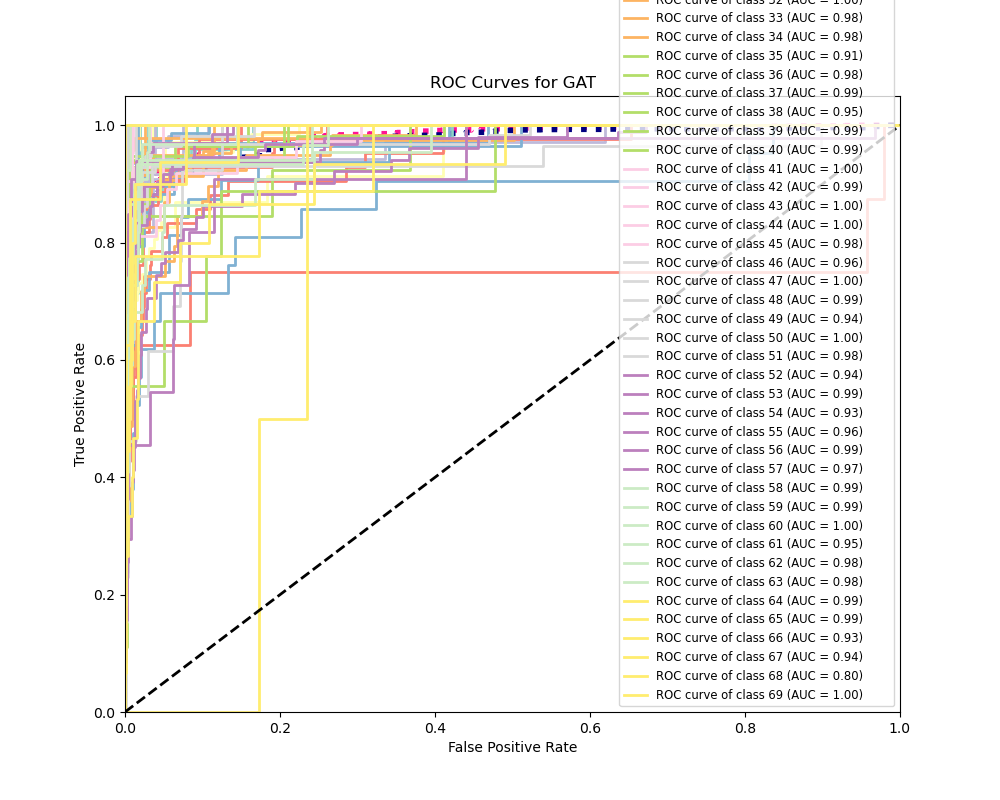 ROC curve of class 32 (AUC = 1.00)
ROC curve of class 33 (AUC = 0.98)
ROC curve of class 34 (AUC = 0.98)
ROC curve of class 35 (AUC = 0.91)
ROC Curves for GAT
ROC curve of class 36 (AUC = 0.98)
ROC curve of class 37 (AUC = 0.99)
ROC curve of class 38 (AUC = 0.95)
ROC curve of class 39 (AUC = 0.99)
ROC curve of class 40 (AUC = 0.99)
ROC curve of class 41 (AUC = 1.00)
ROC curve of class 42 (AUC = 0.99)
ROC curve of class 43 (AUC = 1.00)
ROC curve of class 44 (AUC = 1.00)
ROC curve of class 45 (AUC = 0.98)
ROC curve of class 46 (AUC = 0.96)
ROC curve of class 47 (AUC = 1.00)
ROC curve of class 48 (AUC = 0.99)
ROC curve of class 49 (AUC = 0.94)
ROC curve of class 50 (AUC = 1.00)
ROC curve of class 51 (AUC = 0.98)
ROC curve of class 52 (AUC = 0.94)
ROC curve of class 53 (AUC = 0.99)
ROC curve of class 54 (AUC = 0.93)
ROC curve of class 55 (AUC = 0.96)
ROC curve of class 56 (AUC = 0.99)
ROC curve of class 57 (AUC = 0.97)
ROC curve of class 58 (AUC = 0.99)
ROC curve of class 59 (AUC = 0.99)
ROC curve of class 60 (AUC = 1.00)
ROC curve of class 61 (AUC = 0.95)
ROC curve of class 62 (AUC = 0.98)
ROC curve of class 63 (AUC = 0.98)
ROC curve of class 64 (AUC = 0.99)
ROC curve of class 65 (AUC = 0.99)
ROC curve of class 66 (AUC = 0.93)
ROC curve of class 67 (AUC = 0.94)
ROC curve of class 68 (AUC = 0.80)
ROC curve of class 69 (AUC = 1.00)
True Positive Rate
1.0
0.8
0.6
0.4
0.2
0.0
0.0 0.2 0.4 0.6 0.8 1.0
False Positive Rate